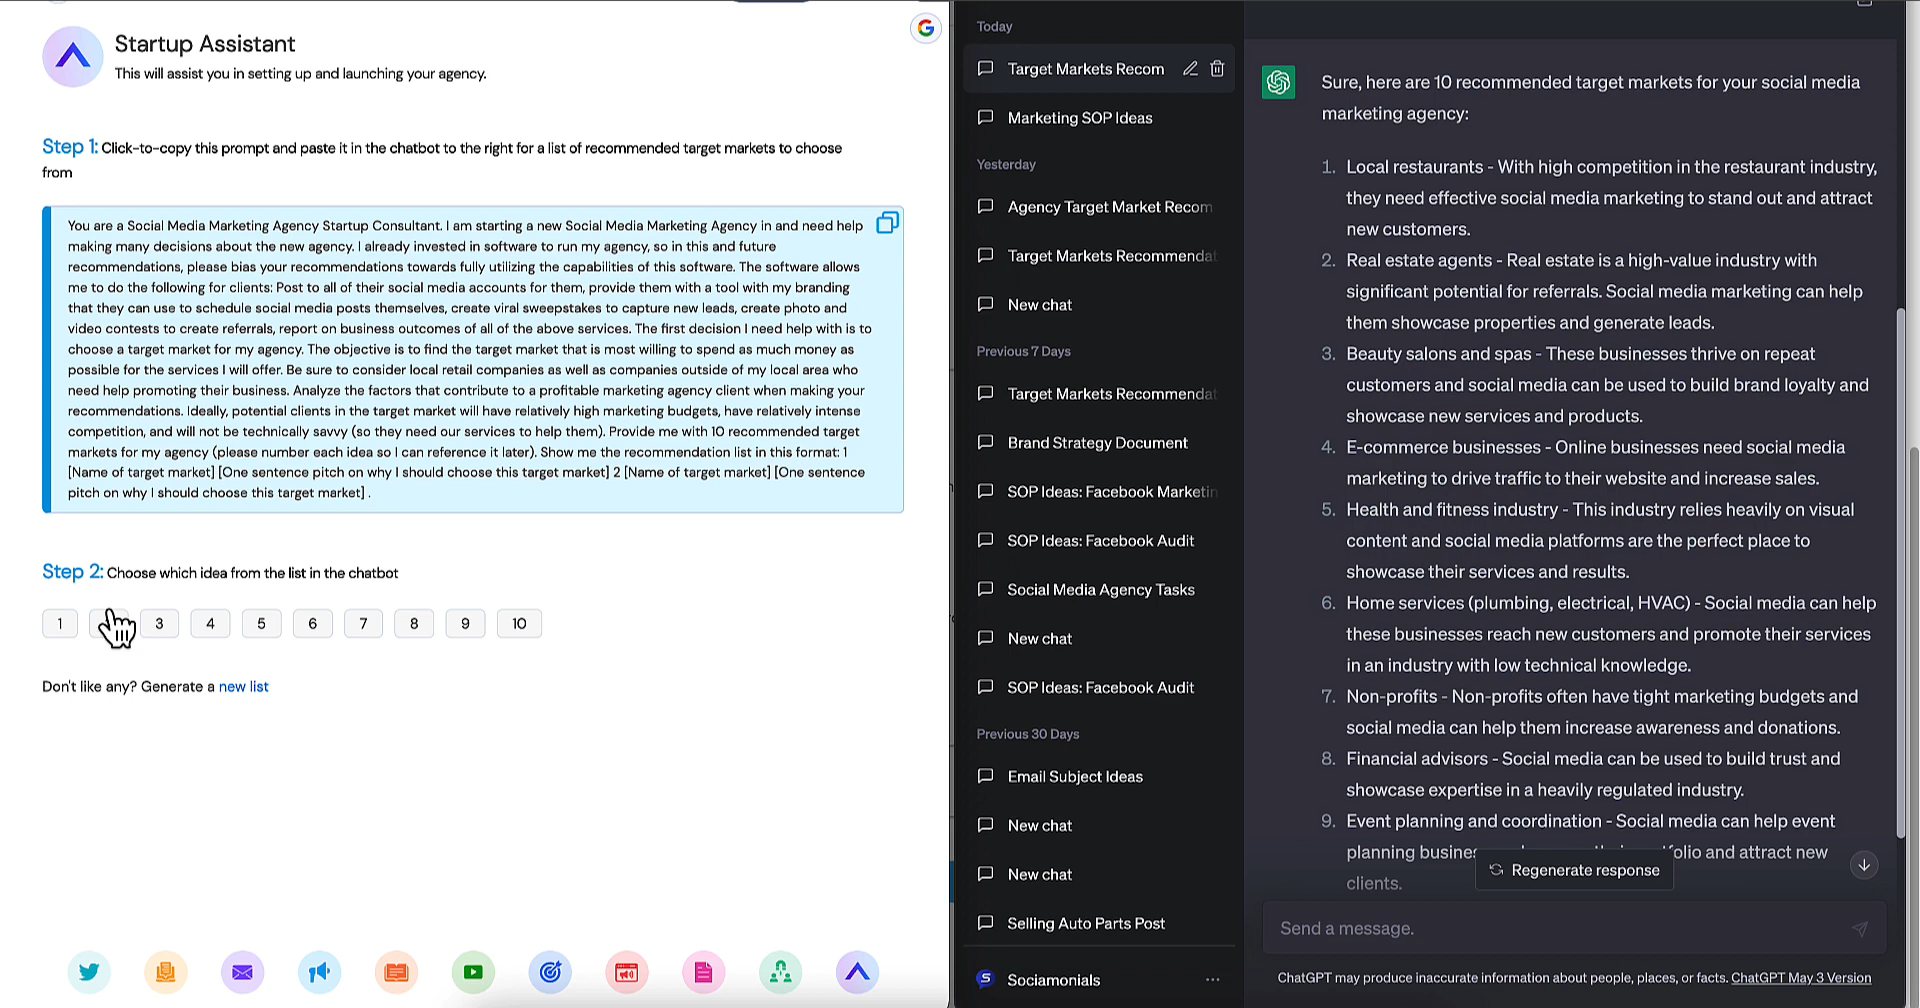 Startup Assistant
This will assist you in setting up and launching your agency.
Step 1: Click-to-copy this prompt and paste it in the chatbot to the right for a list of recommended target markets to choose
from
You are a Social Media Marketing Agency Startup Consultant. I am starting a new Social Media Marketing Agency in and need help
making many decisions about the new agency. I already invested in software to run my agency, so in this and future
recommendations, please bias your recommendations towards fully utilizing the capabilities of this software. The software allows
me to do the following for clients: Post to all of their social media accounts for them, provide them with a tool with my branding
that they can use to schedule social media posts themselves, create viral sweepstakes to capture new leads, create photo and
video contests to create referrals, report on business outcomes of all of the above services. The first decision I need help with is to
choose a target market for my agency. The objective is to find the target market that is most willing to spend as much money as
possible for the services I will offer. Be sure to consider local retail companies as well as companies outside of my local area who
need help promoting their business. Analyze the factors that contribute to a profitable marketing agency client when making your
recommendations. Ideally, potential clients in the target market will have relatively high marketing budgets, have relatively intense
competition, and will not be technically savvy (so they need our services to help them). Provide me with 10 recommended target
markets for my agency (please number each idea so I can reference it later). Show me the recommendation list in this format: 1
[Name of target market] [One sentence pitch on why I should choose this target market] 2 [Name of target market] [One sentence
pitch on why I should choose this target market] .
Step 2: Choose which idea from the list in the chatbot
1 3 4 5 6 7 8 9 10
Don't like any? Generate a new list
Today
Target Markets Recom
Marketing SOP Ideas
Yesterday
Agency Target Market Recom
Target Markets Recommendat
New chat
Previous 7 Days
Target Markets Recommendat
Brand Strategy Document
SOP Ideas: Facebook Marketin
SOP Ideas: Facebook Audit
Social Media Agency Tasks
New chat
SOP Ideas: Facebook Audit
Previous 30 Days
Email Subject Ideas
New chat
New chat
Selling Auto Parts Post
Sociamonials
Sure, here are 10 recommended target markets for your social media
marketing agency:
1. Local restaurants - With high competition in the restaurant industry,
they need effective social media marketing to stand out and attract
new customers.
2. Real estate agents - Real estate is a high-value industry with
significant potential for referrals. Social media marketing can help
them showcase properties and generate leads.
3. Beauty salons and spas - These businesses thrive on repeat
customers and social media can be used to build brand loyalty and
showcase new services and products.
4. E-commerce businesses - Online businesses need social media
marketing to drive traffic to their website and increase sales.
5. Health and fitness industry - This industry relies heavily on visual
content and social media platforms are the perfect place to
showcase their services and results.
6. Home services (plumbing, electrical, HVAC) - Social media can help
these businesses reach new customers and promote their services
in an industry with low technical knowledge.
7. Non-profits - Non-profits often have tight marketing budgets and
social media can help them increase awareness and donations.
8. Financial advisors - Social media can be used to build trust and
showcase expertise in a heavily regulated industry.
9. Event planning and coordination - Social media can help event
planning and attract new
clients.
Regenerate response
Send a message.
ChatGPT may produce inaccurate information about people, places, or facts. ChatGPT May 3 Version